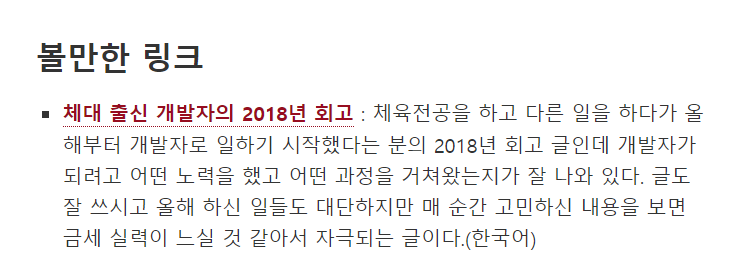 볼만한 링크
체대 출신 개발자의 2018년 회고 : 체육전공을 하고 다른 일을 하다가 올
해부터 개발자로 일하기 시작했다는 분의 2018년 회고 글인데 개발자가
되려고 어떤 노력을 했고 어떤 과정을 거쳐왔는지가 잘 나와 있다. 글도
잘 쓰시고 올해 하신 일들도 대단하지만 매 순간 고민하신 내용을 보면
금세 실력이 느실 것 같아서 자극되는 글이다.(한국어)